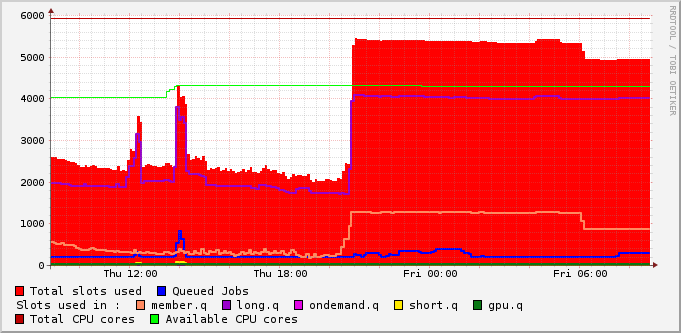 6000
5000
4000
3000
2000
1000
0
Thu 12:00 Thu 18:00 Fri 00:00 Fri 06:00
RRDTOOL / TOBI OETIKER
Total slots used Queued Jobs
Slots used in : member.q long.q ondemand.q short.q gpu.q
Total CPU cores Available CPU cores